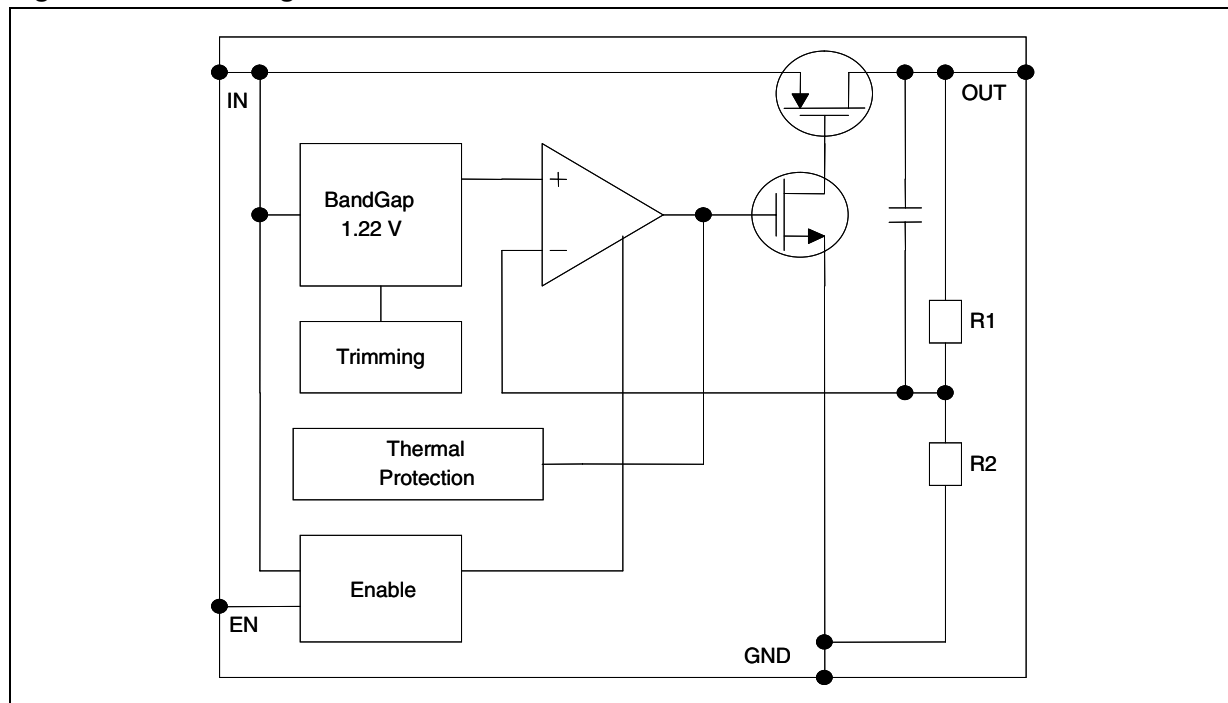 IN
OUT
BandGap
1.22 V
+
−
R1
Trimming
Thermal
Protection
R2
Enable
EN
GND